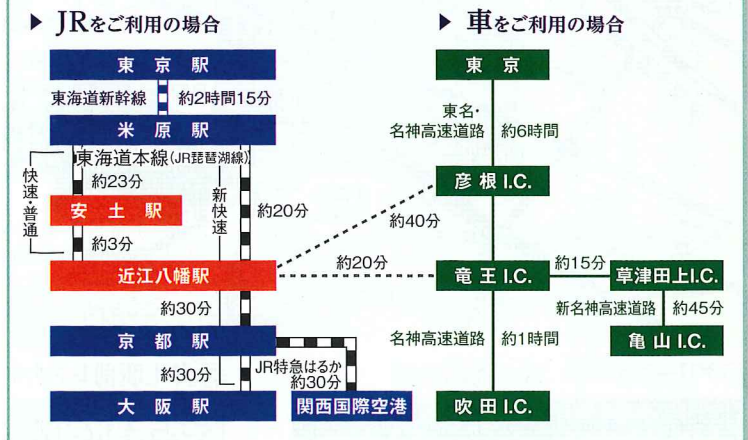 ▶ JRをご利用の場合
東京駅
東海道新幹線 約2時間15分
米原駅
東海道本線(JR琵琶湖線)
快速・普通
約23分
新快速
約20分
安土駅
約3分
近江八幡駅
約30分
京都駅
約30分
JR特急はるか
約30分
大阪駅
関西国際空港
▶ 車をご利用の場合
東京
東名・
名神高速道路 約6時間
彦根I.C.
約40分
約20分
竜王I.C.
約15分
草津田上I.C.
新名神高速道路 約45分
亀山I.C.
名神高速道路 約1時間
吹田I.C.